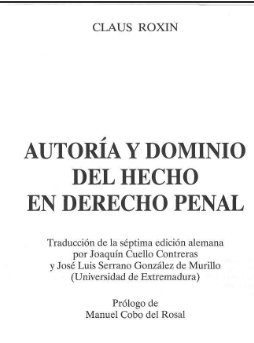 CLAUS ROXIN
AUTORÍA Y DOMINIO
DEL HECHO
EN DERECHO PENAL
Traducción de la séptima edición alemana
por Joaquín Cuello Contreras
y José Luis Serrano González de Murillo
(Universidad de Extremadura)
Prólogo de
Manuel Cobo del Rosal